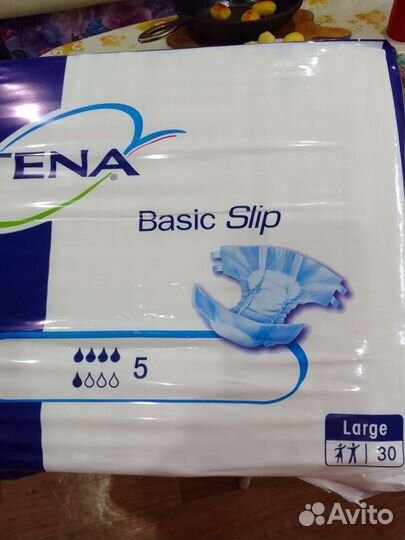 TENA®
Basic Slip
5
Large
30
Avito